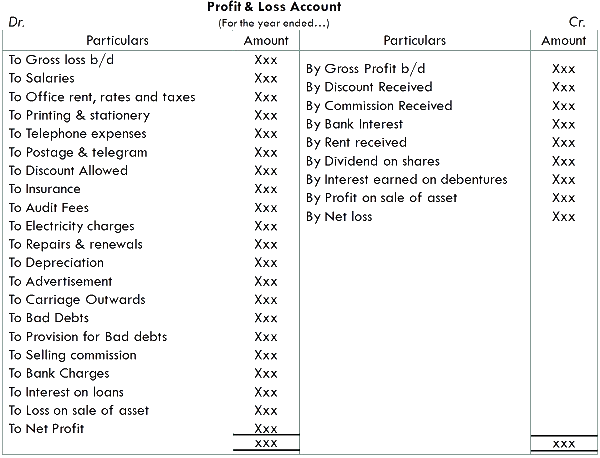 Profit & Loss Account
Dr. (For the year ended...) Cr.
Particulars Amount Particulars Amount
To Gross loss b/d Xxx
To Salaries Xxx
To Office rent, rates and taxes Xxx
To Printing & stationery Xxx
To Telephone expenses Xxx
To Postage & telegram Xxx
To Discount Allowed Xxx
To Insurance Xxx
To Audit Fees Xxx
To Electricity charges Xxx
To Repairs & renewals Xxx
To Depreciation Xxx
To Advertisement Xxx
To Carriage Outwards Xxx
To Bad Debts Xxx
To Provision for Bad debts Xxx
To Selling commission Xxx
To Bank Charges Xxx
To Interest on loans Xxx
To Loss on sale of asset Xxx
To Net Profit Xxx
xxx
By Gross Profit b/d Xxx
By Discount Received Xxx
By Commission Received Xxx
By Bank Interest Xxx
By Rent received Xxx
By Dividend on shares Xxx
By Interest earned on debentures Xxx
By Profit on sale of asset Xxx
By Net loss Xxx
xxx